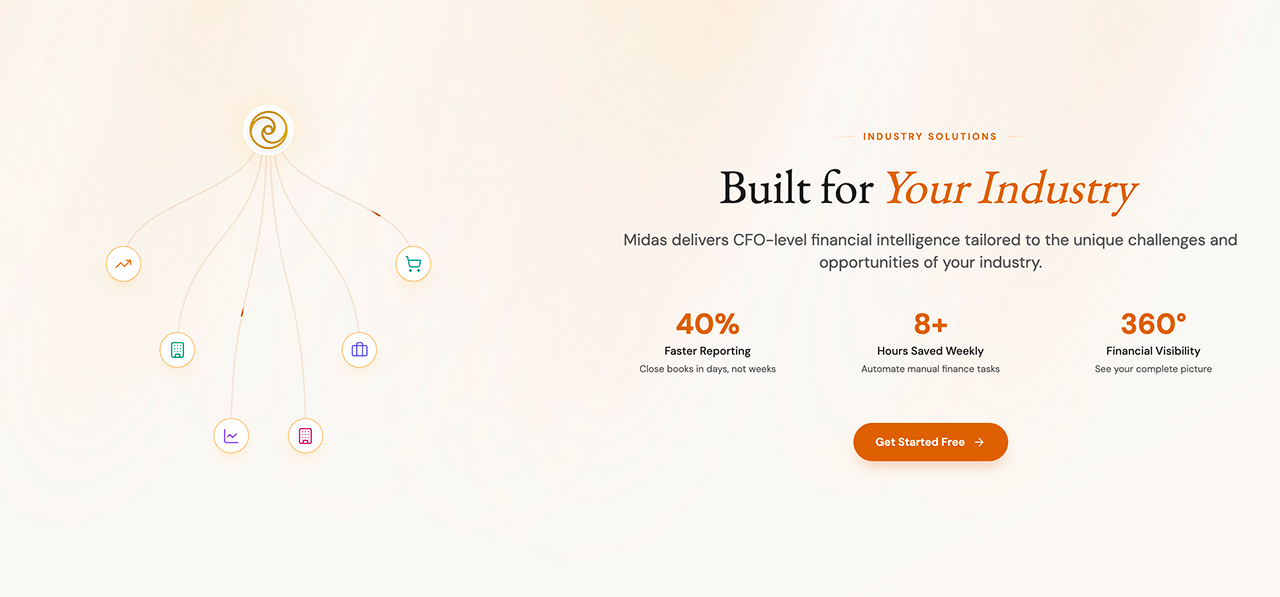 INDUSTRY SOLUTIONS
Built for Your Industry
Midas delivers CFO-level financial intelligence tailored to the unique challenges and
opportunities of your industry.
40%
Faster Reporting
Close books in days, not weeks
8+
Hours Saved Weekly
Automate manual finance tasks
360°
Financial Visibility
See your complete picture
Get Started Free →